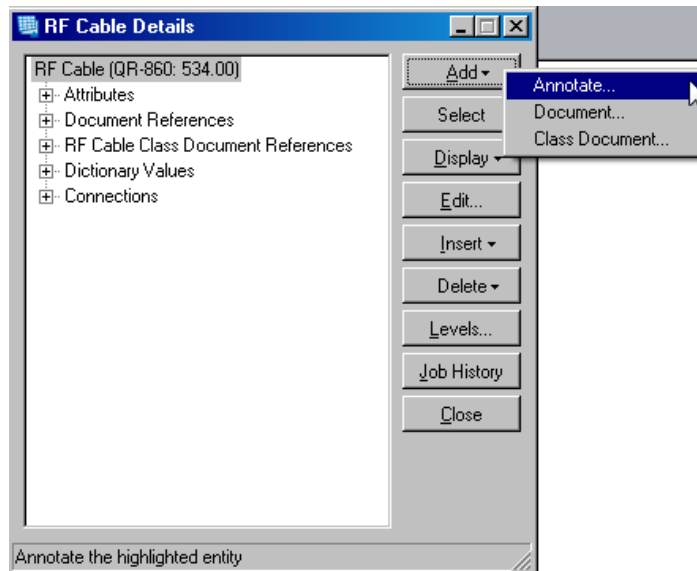 RF Cable Details
RF Cable (QR-860: 534.00)
Attributes
Document References
RF Cable Class Document References
Dictionary Values
Connections
Add
Select
Display
Edit...
Insert
Delete
Levels...
Job History
Close
Annotate...
Document...
Class Document...
Annotate the highlighted entity